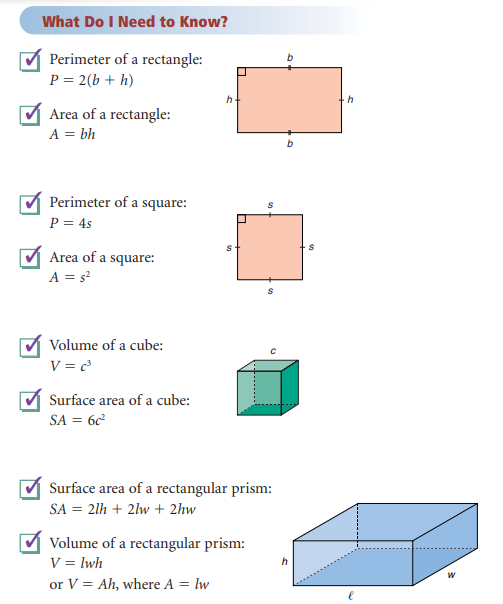 What Do I Need to Know?
Perimeter of a rectangle:
P = 2(b + h)
Area of a rectangle:
A = bh
b
h
h
b
Perimeter of a square:
P = 4s
Area of a square:
A = s²
s
s
s
s
Volume of a cube:
V = c³
Surface area of a cube:
SA = 6c²
c
Surface area of a rectangular prism:
SA = 2lh + 2lw + 2hw
Volume of a rectangular prism:
V = lwh
or V = Ah, where A = lw
h
w
ℓ